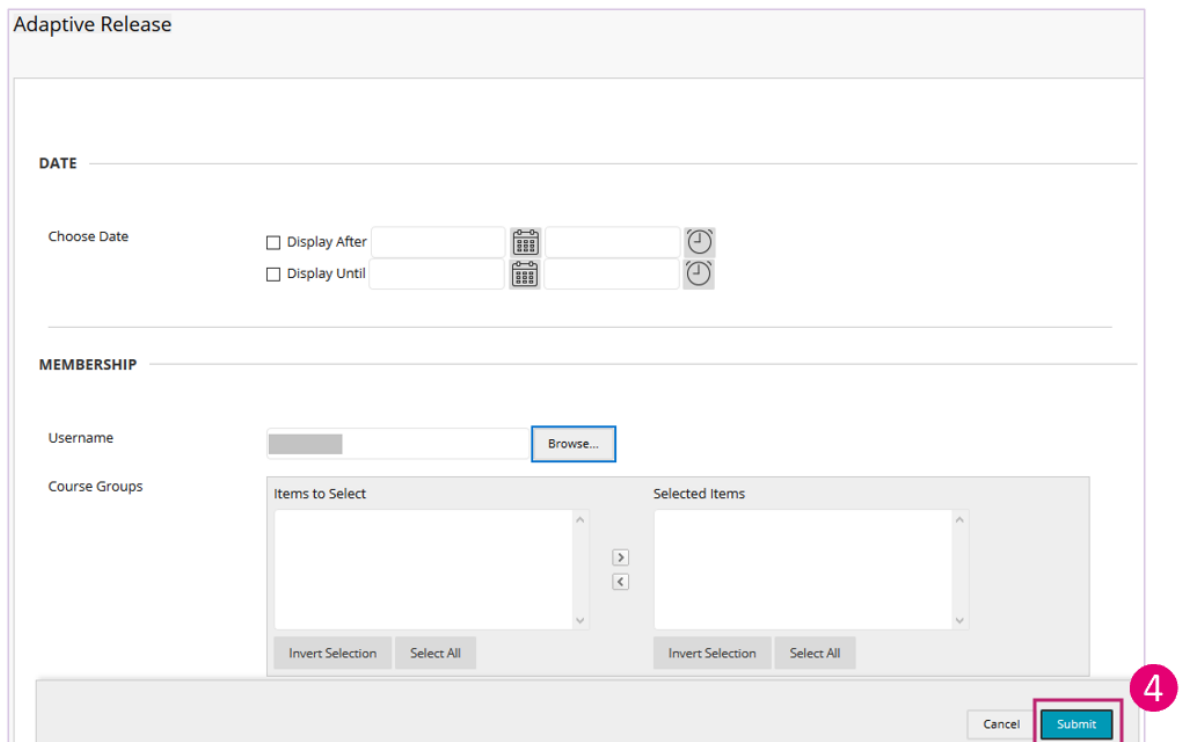 Adaptive Release
DATE
Choose Date
Display After
Display Until
MEMBERSHIP
Username
Browse...
Course Groups
Items to Select
Selected Items
Invert Selection Select All
Invert Selection Select All
4
Cancel Submit